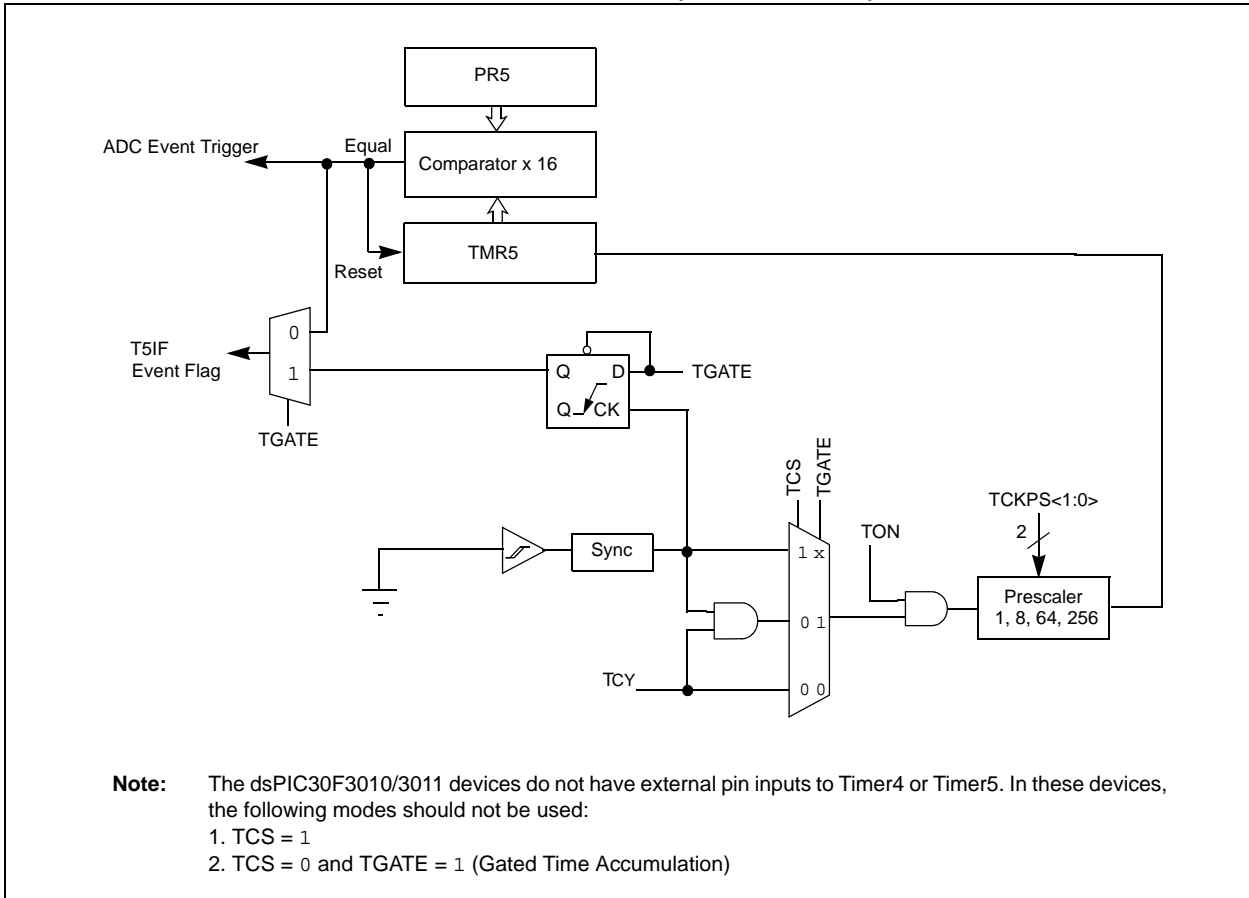 PR5
ADC Event Trigger
Equal
Comparator x 16
TMR5
Reset
0
T5IF
Event Flag
1
TGATE
Q
D
TGATE
Q
CK
TCS
TGATE
TCKPS<1:0>
2
TON
Sync
1 x
Prescaler
1, 8, 64, 256
0 1
TCY
0 0
Note: The dsPIC30F3010/3011 devices do not have external pin inputs to Timer4 or Timer5. In these devices,
the following modes should not be used:
1. TCS = 1
2. TCS = 0 and TGATE = 1 (Gated Time Accumulation)